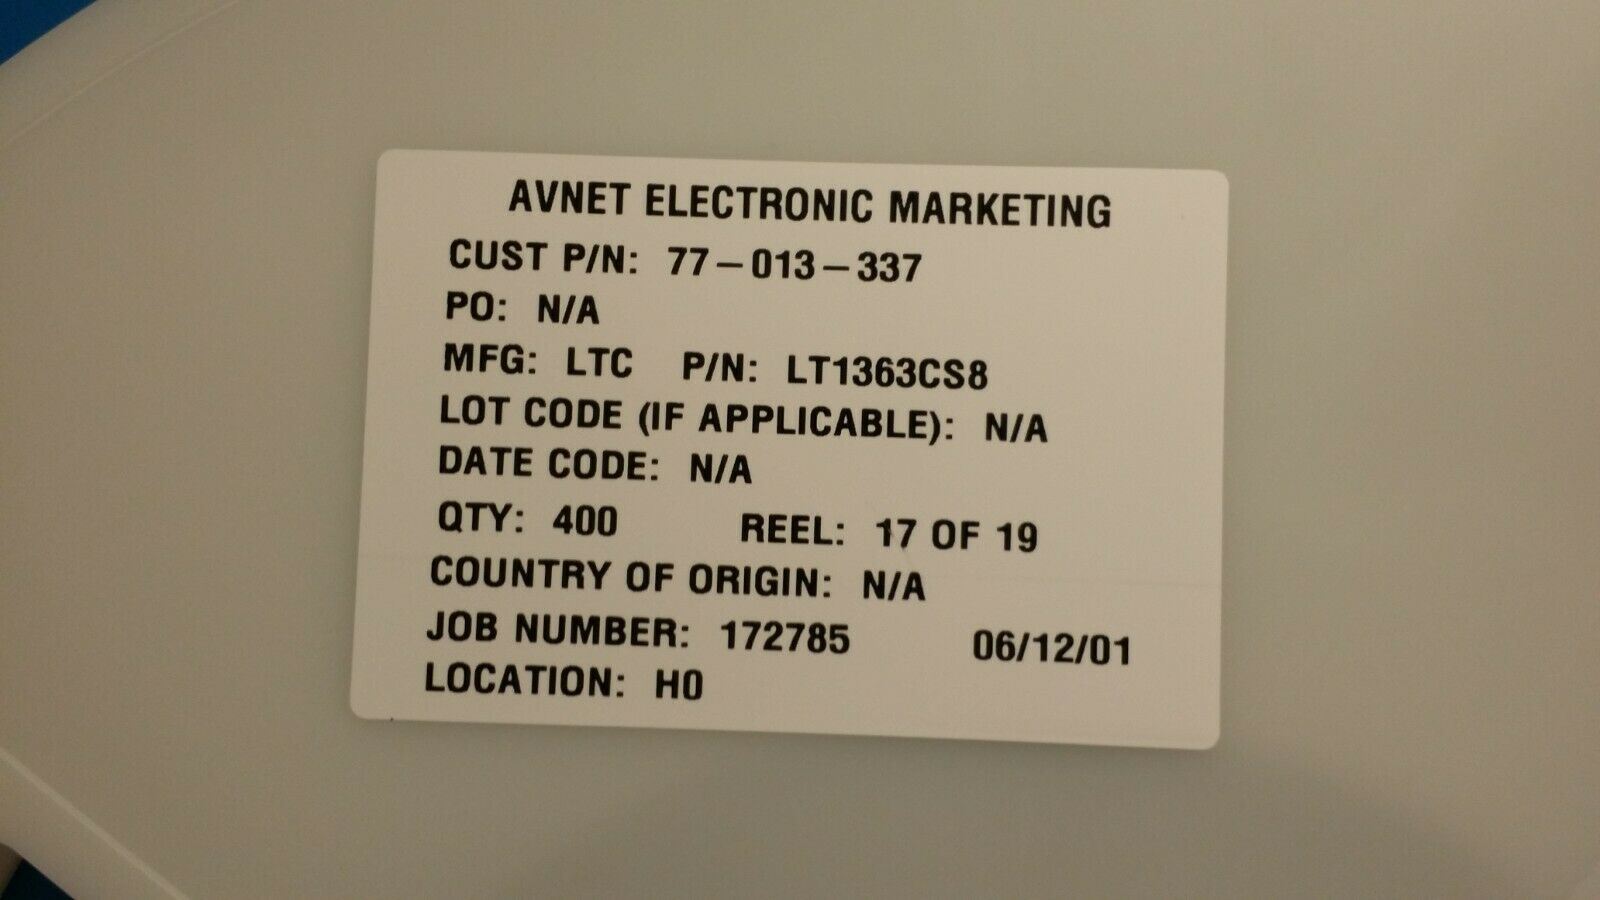 AVNET ELECTRONIC MARKETING
CUST P/N: 77-013-337
PO: N/A
MFG: LTC P/N: LT1363CS8
LOT CODE (IF APPLICABLE): N/A
DATE CODE: N/A
QTY: 400 REEL: 17 OF 19
COUNTRY OF ORIGIN: N/A
JOB NUMBER: 172785 06/12/01
LOCATION: H0